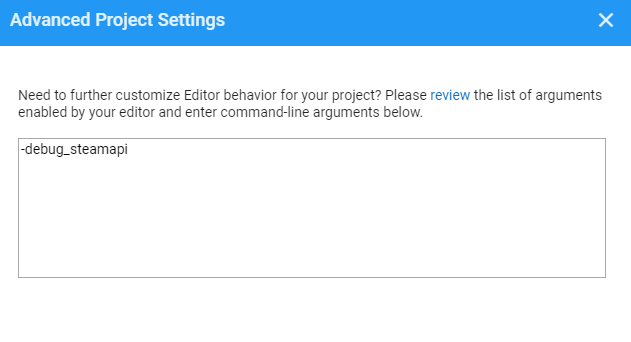 Advanced Project Settings
Need to further customize Editor behavior for your project? Please review the list of arguments
enabled by your editor and enter command-line arguments below.
-debug_steamapi